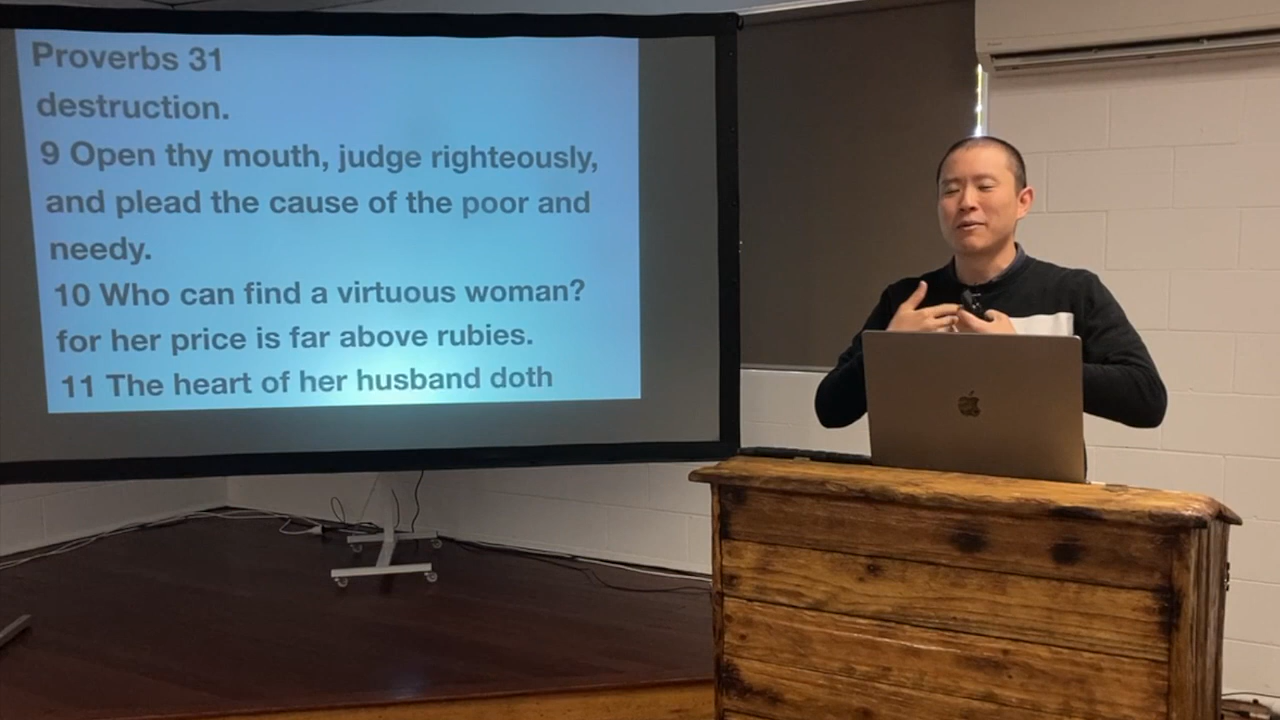 Proverbs 31
destruction.
9 Open thy mouth, judge righteously,
and plead the cause of the poor and
needy.
10 Who can find a virtuous woman?
for her price is far above rubies.
11 The heart of her husband doth